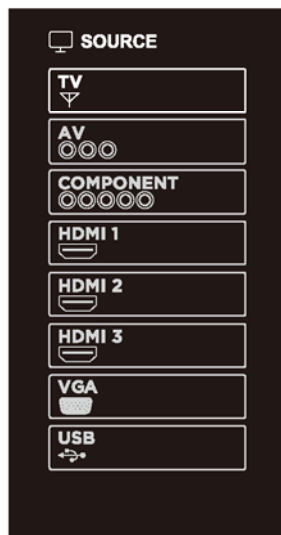 SOURCE
TV
AV
COMPONENT
HDMI 1
HDMI 2
HDMI 3
VGA
USB